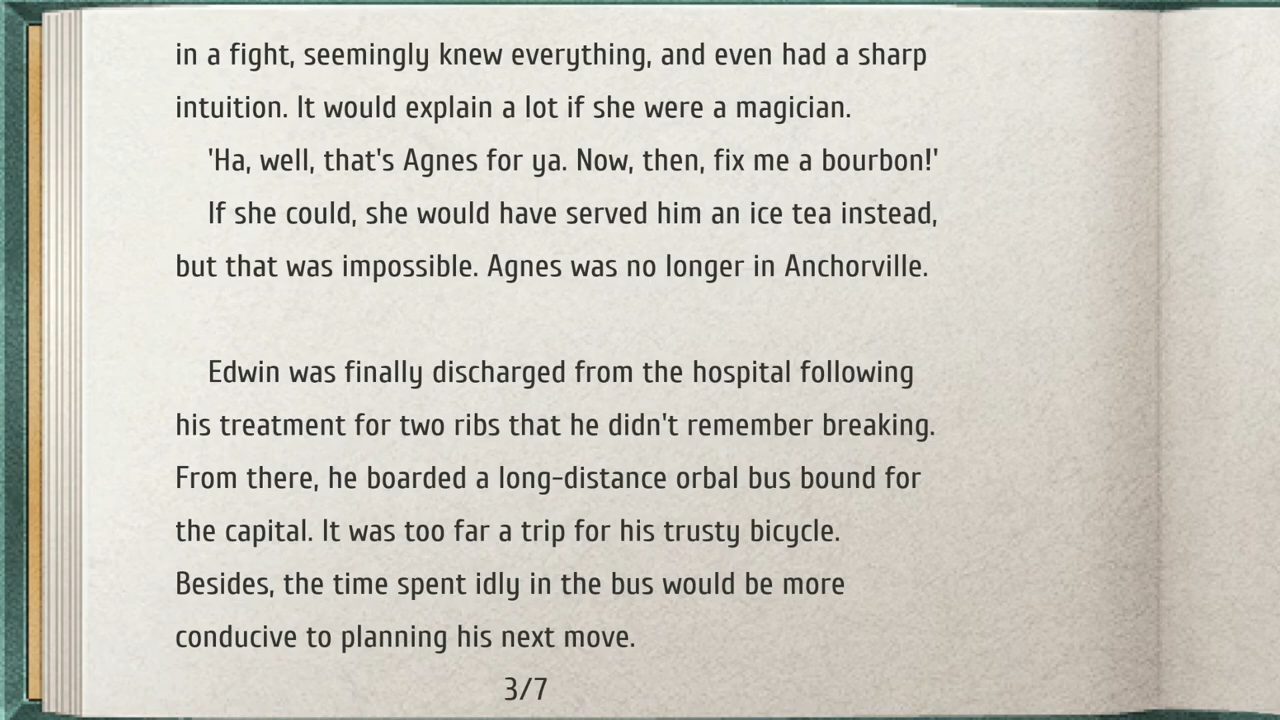 in a fight, seemingly knew everything, and even had a sharp
intuition. It would explain a lot if she were a magician.
'Ha, well, that's Agnes for ya. Now, then, fix me a bourbon!'
If she could, she would have served him an ice tea instead,
but that was impossible. Agnes was no longer in Anchorville.
Edwin was finally discharged from the hospital following
his treatment for two ribs that he didn't remember breaking.
From there, he boarded a long-distance orbal bus bound for
the capital. It was too far a trip for his trusty bicycle.
Besides, the time spent idly in the bus would be more
conducive to planning his next move.
3/7